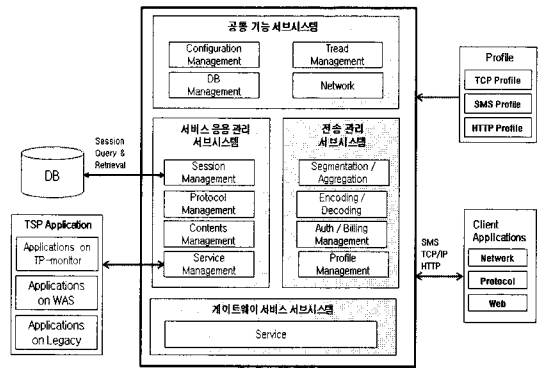 공통 기능 서브시스템
Configuration
Management
Tread
Management
DB
Management
Network
Profile
TCP Profile
SMS Profile
HTTP Profile
서비스 응용 관리
서브시스템
Session
Management
Protocol
Management
Contents
Management
Service
Management
전송 관리
서브시스템
Segmentation /
Aggregation
Encoding /
Decoding
Auth / Billing
Management
Profile
Management
Session
Query &
Retrieval
DB
TSP Application
Applications on
TP-monitor
Applications
on WAS
Applications
on Legacy
SMS
TCP/IP
HTTP
Client
Applications
Network
Protocol
Web
게이트웨이 서비스 서브시스템
Service